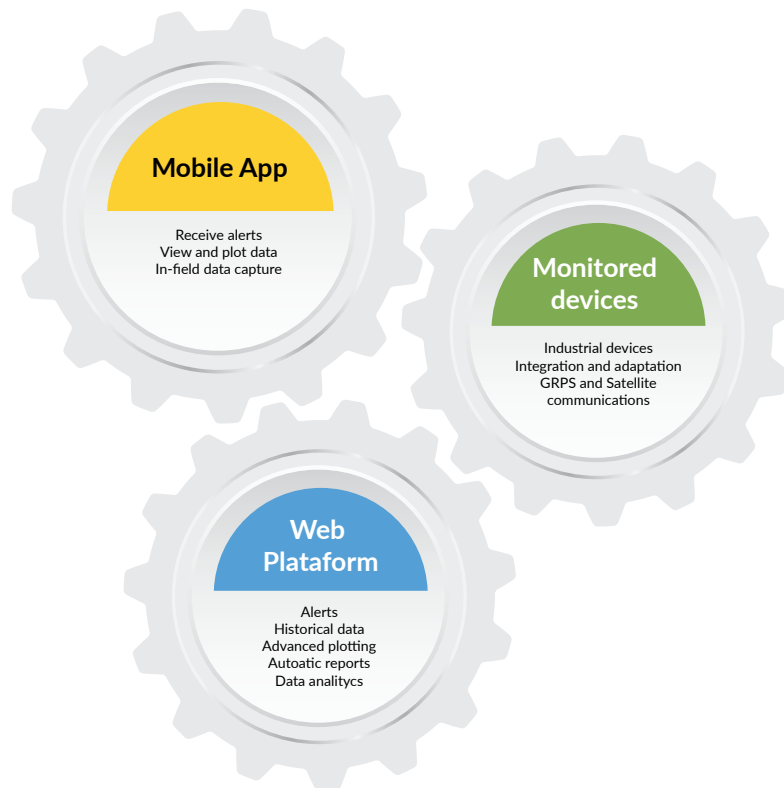 Mobile App
Receive alerts
View and plot data
In-field data capture
Monitored
devices
Industrial devices
Integration and adaptation
GRPS and Satellite
communications
Web
Plataform
Alerts
Historical data
Advanced plotting
Autoatic reports
Data analitycs